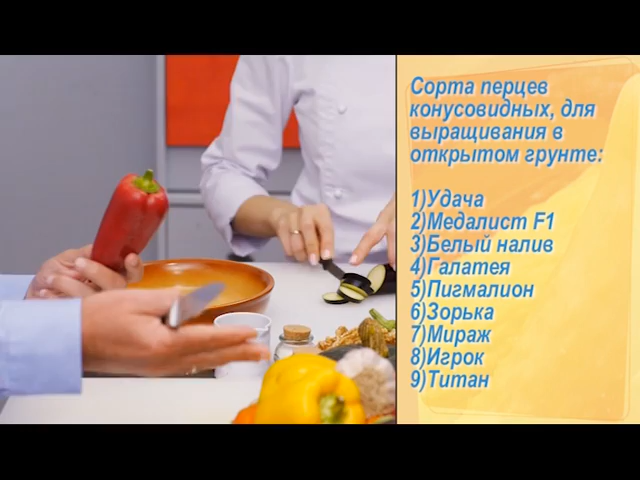 Сорта перцев
конусовидных, для
выращивания в
открытом грунте:
1)Удача
2)Медалист F1
3)Белый налив
4)Галатея
5)Пигмалион
6)Зорька
7)Мираж
8)Игрок
9)Титан